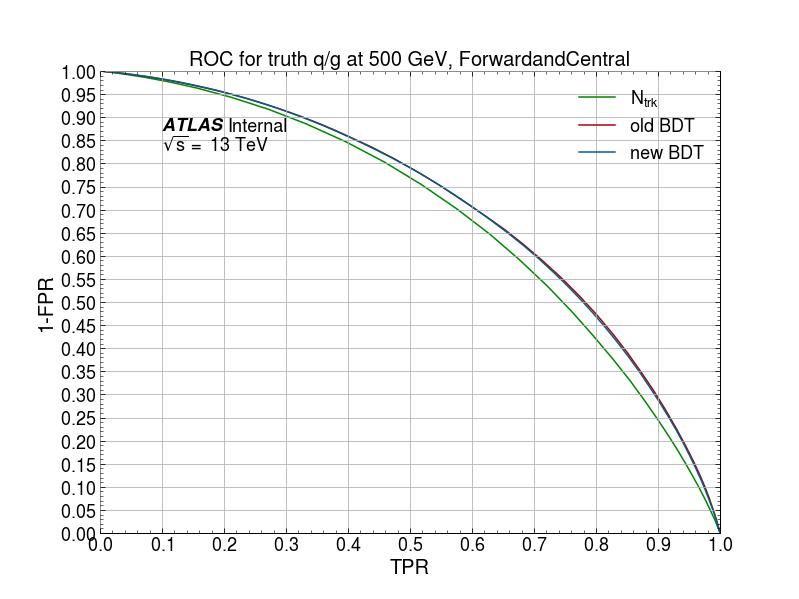 ROC for truth q/g at 500 GeV, ForwardandCentral
1.00
0.95
0.90
0.85
0.80
0.75
0.70
0.65
0.60
0.55
0.50
0.45
0.40
0.35
0.30
0.25
0.20
0.15
0.10
0.05
0.00
1-FPR
ATLAS Internal
√s = 13 TeV
N_trk
old BDT
new BDT
0.0 0.1 0.2 0.3 0.4 0.5 0.6 0.7 0.8 0.9 1.0
TPR